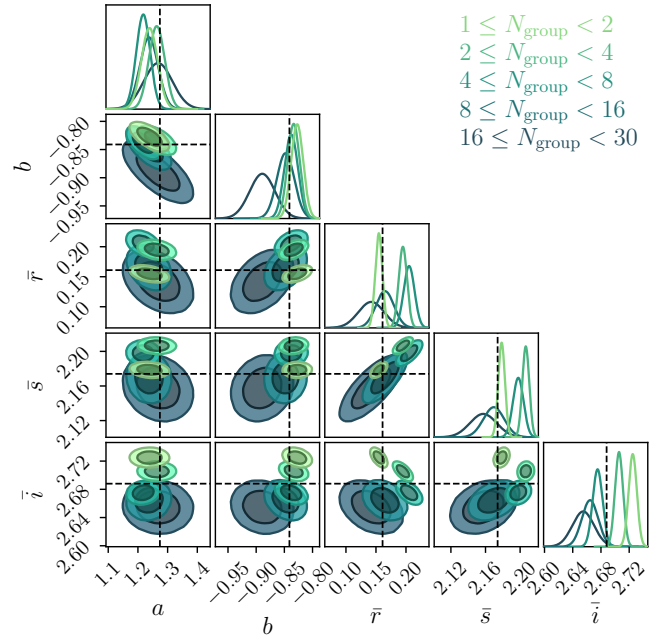 1 ≤ N_group < 2
2 ≤ N_group < 4
4 ≤ N_group < 8
8 ≤ N_group < 16
16 ≤ N_group < 30
b
−0.80
−0.85
−0.90
−0.95
r̄
0.20
0.15
0.10
s̄
2.20
2.16
2.12
ī
2.72
2.68
2.64
2.60
1.1 1.2 1.3 1.4
−0.95 −0.90 −0.85 −0.80
0.10 0.15 0.20
2.12 2.16 2.20
2.60 2.64 2.68 2.72
a b r̄ s̄ ī